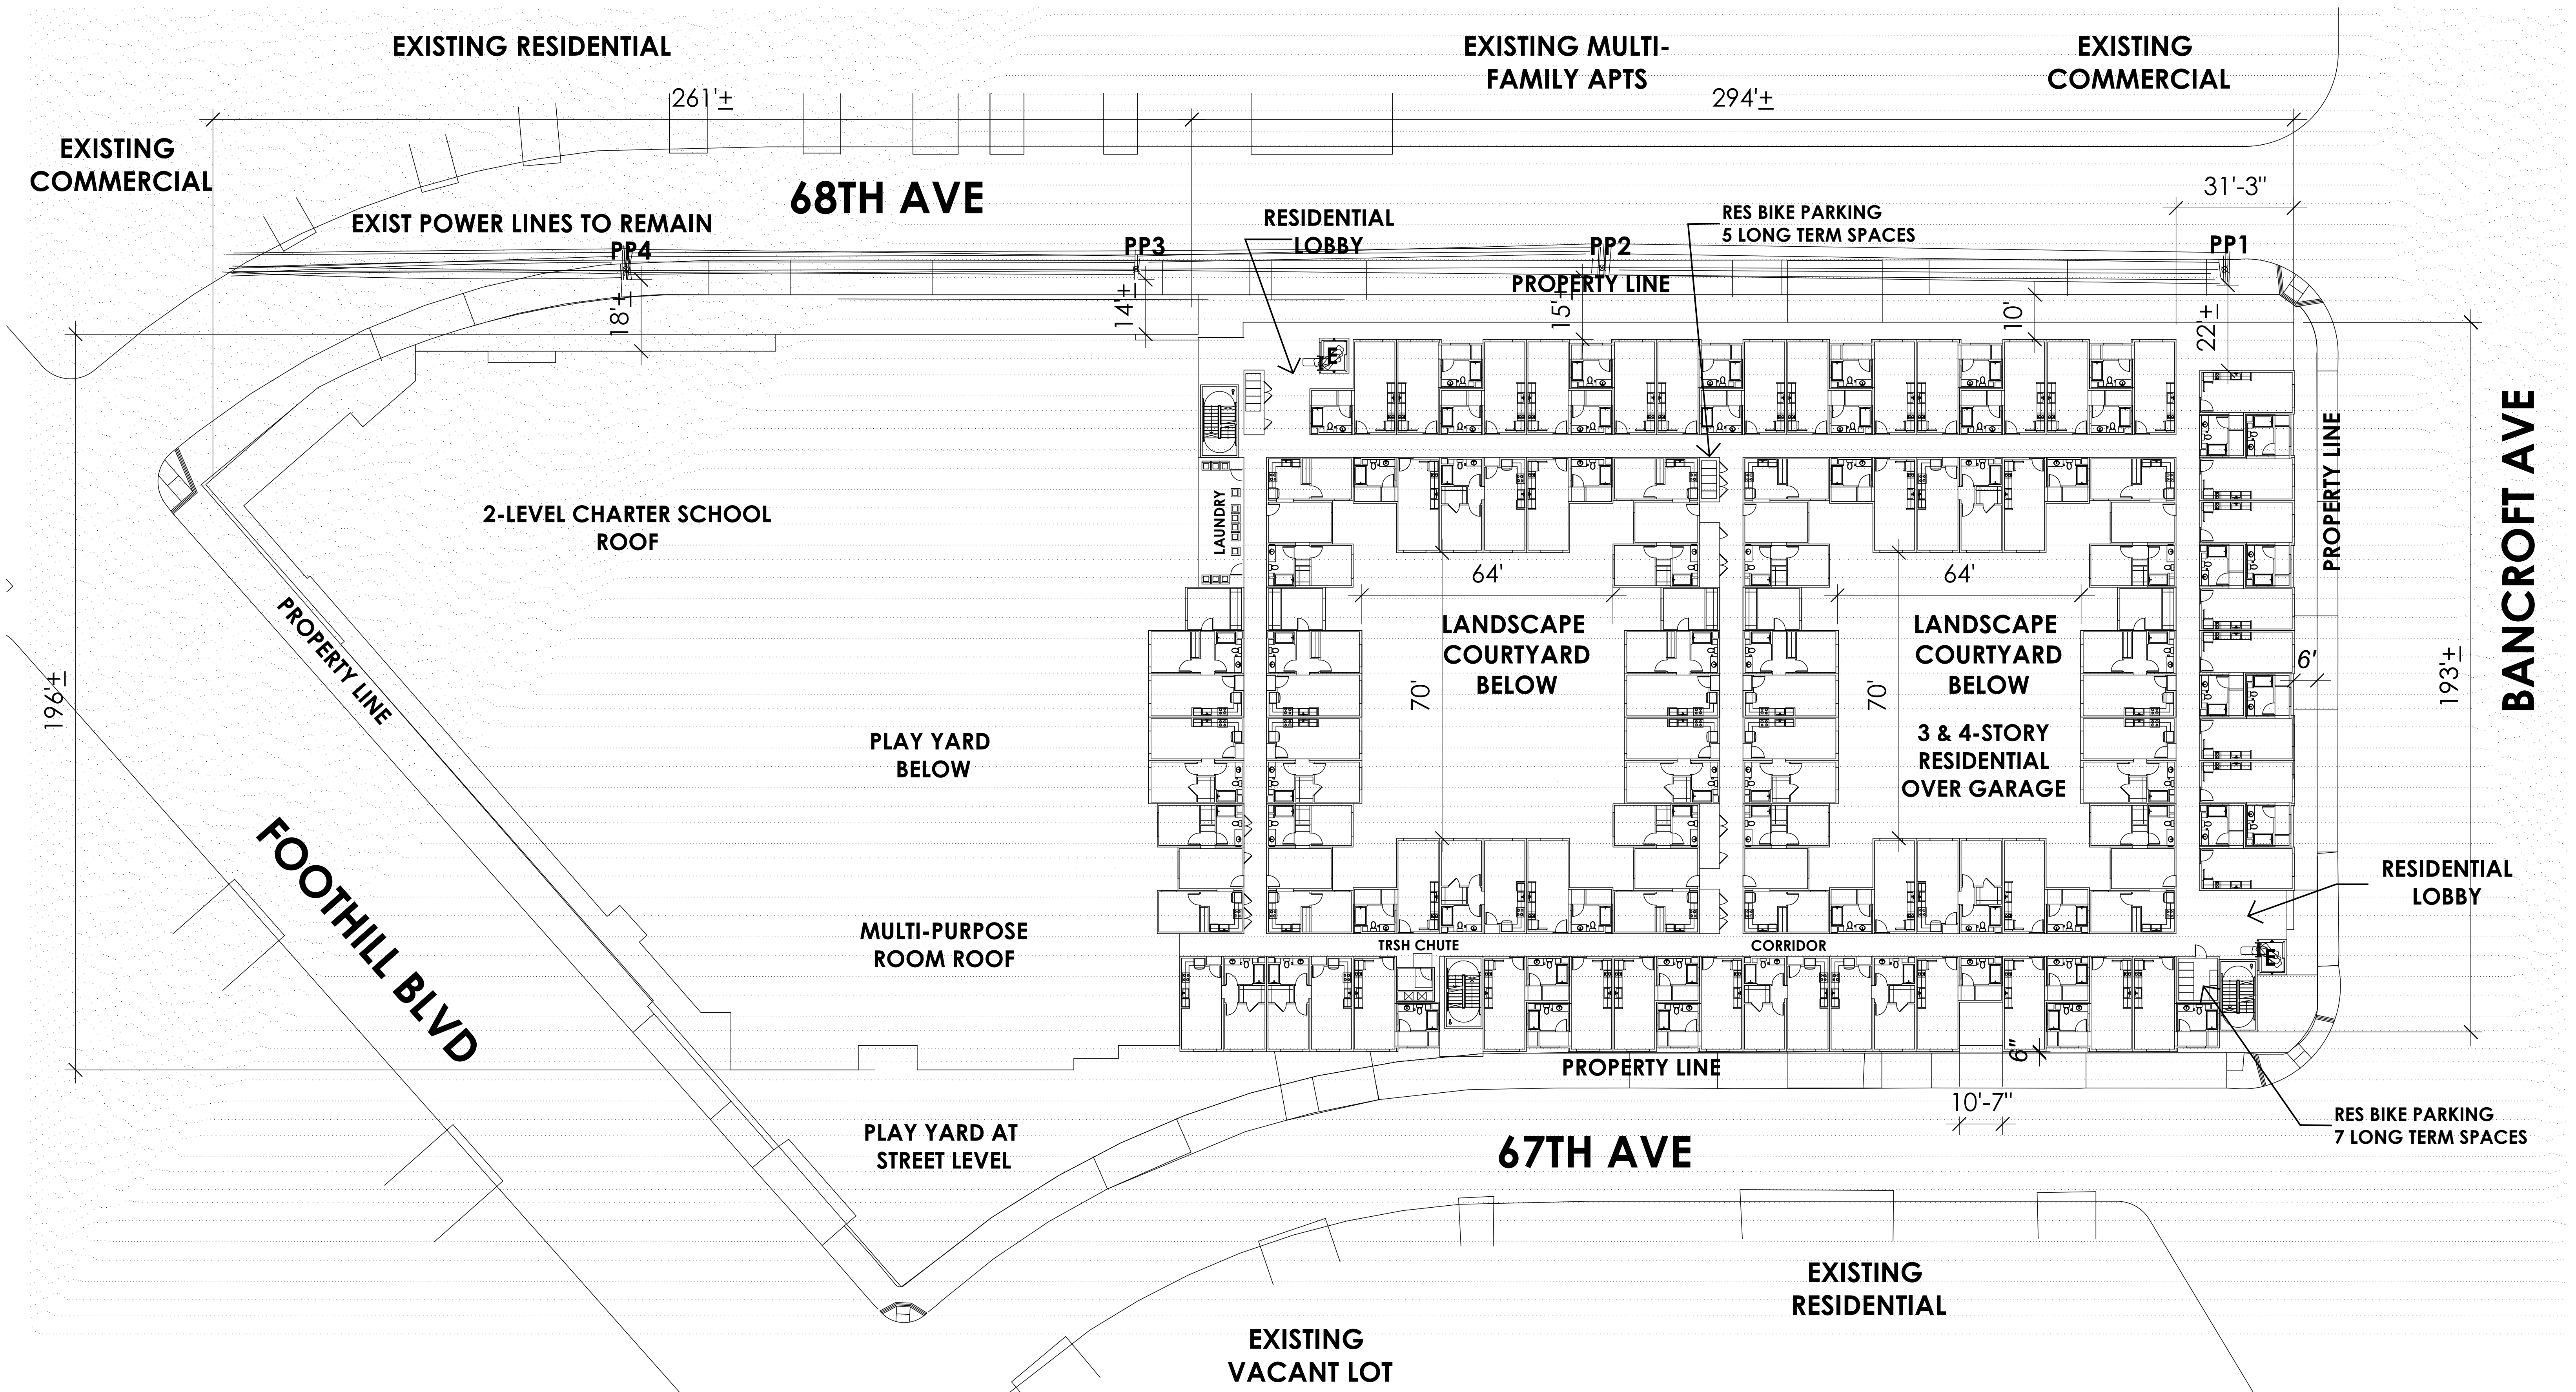 EXISTING RESIDENTIAL
EXISTING MULTI-
FAMILY APTS
EXISTING
COMMERCIAL
261'±
294'±
EXISTING
COMMERCIAL
68TH AVE
31'-3"
EXIST POWER LINES TO REMAIN
RESIDENTIAL
LOBBY
RES BIKE PARKING
5 LONG TERM SPACES
PP4
PP3
PP2
PP1
PROPERTY LINE
18'±
14'±
15'±
10'
22'±
E
PROPERTY LINE
BANCROFT AVE
2-LEVEL CHARTER SCHOOL
ROOF
LAUNDRY
64'
64'
PROPERTY LINE
LANDSCAPE
COURTYARD
BELOW
LANDSCAPE
COURTYARD
BELOW
196'±
70'
70'
6'
193'±
PLAY YARD
BELOW
3 & 4-STORY
RESIDENTIAL
OVER GARAGE
FOOTHILL BLVD
RESIDENTIAL
LOBBY
MULTI-PURPOSE
ROOM ROOF
TRSH CHUTE
CORRIDOR
E
6"
PROPERTY LINE
10'-7"
PLAY YARD AT
STREET LEVEL
67TH AVE
RES BIKE PARKING
7 LONG TERM SPACES
EXISTING
RESIDENTIAL
EXISTING
VACANT LOT